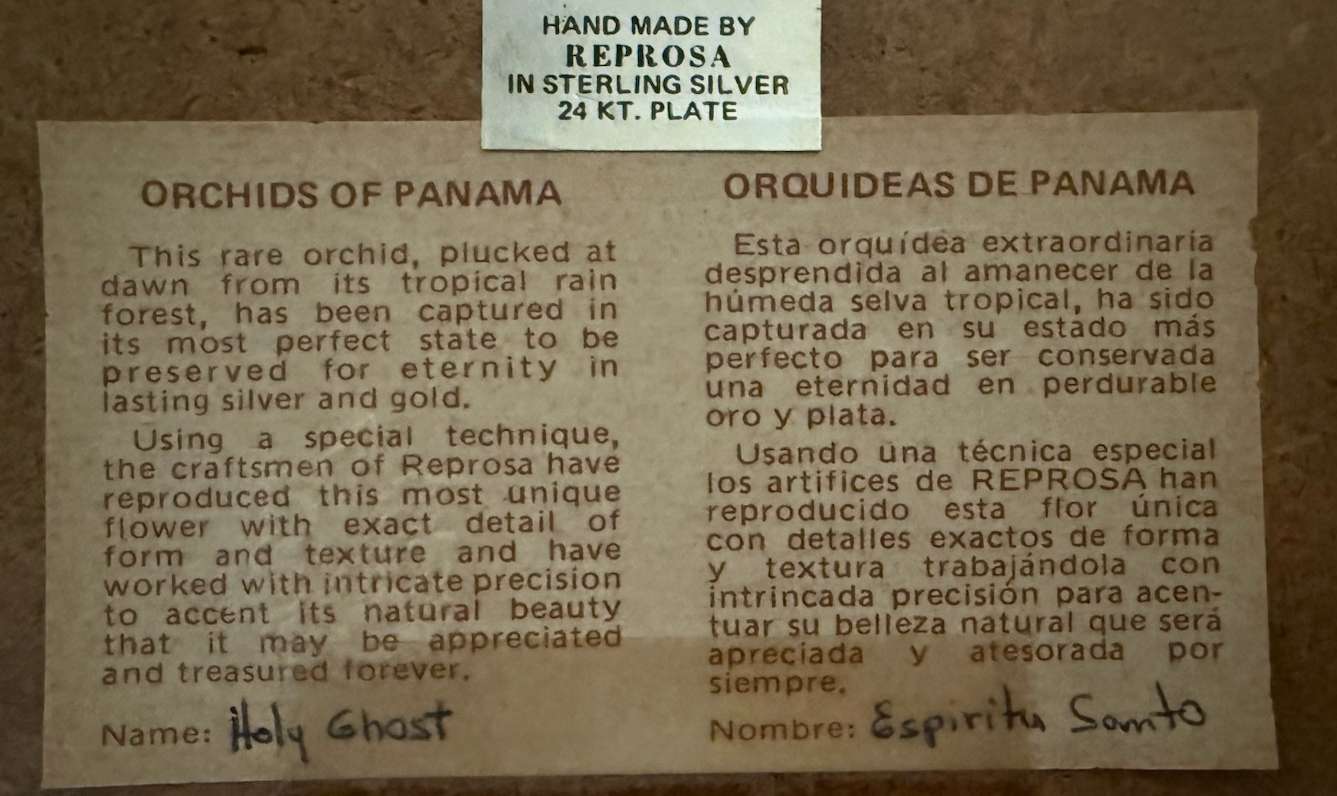 HAND MADE BY
REPROSA
IN STERLING SILVER
24 KT. PLATE
ORCHIDS OF PANAMA
This rare orchid, plucked at
dawn from its tropical rain
forest, has been captured in
its most perfect state to be
preserved for eternity in
lasting silver and gold.
Using a special technique,
the craftsmen of Reprosa have
reproduced this most unique
flower with exact detail of
form and texture and have
worked with intricate precision
to accent its natural beauty
that it may be appreciated
and treasured forever.
Name: Holy Ghost
ORQUIDEAS DE PANAMA
Esta orquídea extraordinaria
desprendida al amanecer de la
húmeda selva tropical, ha sido
capturada en su estado más
perfecto para ser conservada
una eternidad en perdurable
oro y plata.
Usando una técnica especial
los artifices de REPROSA han
reproducido esta flor única
con detalles exactos de forma
y textura trabajándola con
intrincada precisión para acen-
tuar su belleza natural que será
apreciada y atesorada por
siempre.
Nombre: Espiritu Santo